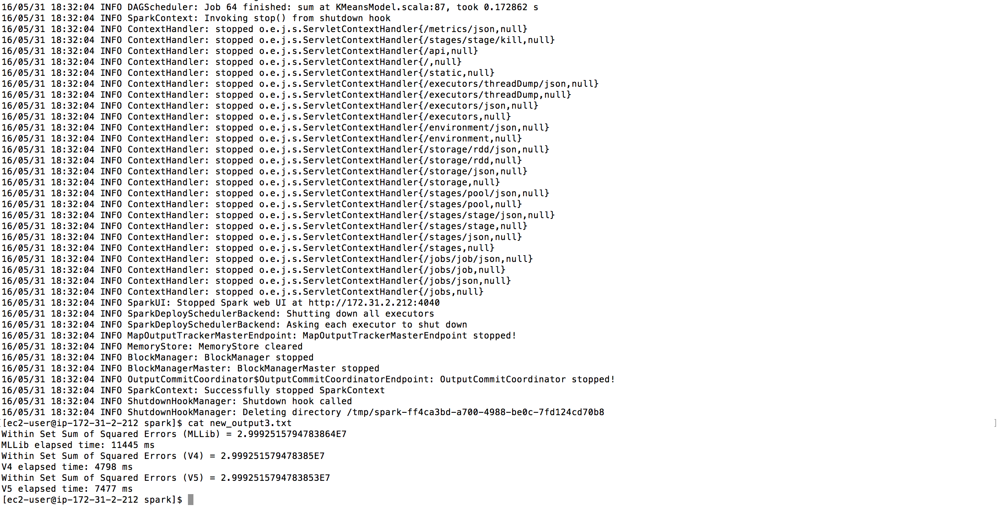 16/05/31 18:32:04 INFO DAGScheduler: Job 64 finished: sum at KMeansModel.scala:87, took 0.172862 s
16/05/31 18:32:04 INFO SparkContext: Invoking stop() from shutdown hook
16/05/31 18:32:04 INFO ContextHandler: stopped o.e.j.s.ServletContextHandler{/metrics/json,null}
16/05/31 18:32:04 INFO ContextHandler: stopped o.e.j.s.ServletContextHandler{/stages/stage/kill,null}
16/05/31 18:32:04 INFO ContextHandler: stopped o.e.j.s.ServletContextHandler{/api,null}
16/05/31 18:32:04 INFO ContextHandler: stopped o.e.j.s.ServletContextHandler{/,null}
16/05/31 18:32:04 INFO ContextHandler: stopped o.e.j.s.ServletContextHandler{/static,null}
16/05/31 18:32:04 INFO ContextHandler: stopped o.e.j.s.ServletContextHandler{/executors/threadDump/json,null}
16/05/31 18:32:04 INFO ContextHandler: stopped o.e.j.s.ServletContextHandler{/executors/threadDump,null}
16/05/31 18:32:04 INFO ContextHandler: stopped o.e.j.s.ServletContextHandler{/executors/json,null}
16/05/31 18:32:04 INFO ContextHandler: stopped o.e.j.s.ServletContextHandler{/executors,null}
16/05/31 18:32:04 INFO ContextHandler: stopped o.e.j.s.ServletContextHandler{/environment/json,null}
16/05/31 18:32:04 INFO ContextHandler: stopped o.e.j.s.ServletContextHandler{/environment,null}
16/05/31 18:32:04 INFO ContextHandler: stopped o.e.j.s.ServletContextHandler{/storage/rdd/json,null}
16/05/31 18:32:04 INFO ContextHandler: stopped o.e.j.s.ServletContextHandler{/storage/rdd,null}
16/05/31 18:32:04 INFO ContextHandler: stopped o.e.j.s.ServletContextHandler{/storage/json,null}
16/05/31 18:32:04 INFO ContextHandler: stopped o.e.j.s.ServletContextHandler{/storage,null}
16/05/31 18:32:04 INFO ContextHandler: stopped o.e.j.s.ServletContextHandler{/stages/pool/json,null}
16/05/31 18:32:04 INFO ContextHandler: stopped o.e.j.s.ServletContextHandler{/stages/pool,null}
16/05/31 18:32:04 INFO ContextHandler: stopped o.e.j.s.ServletContextHandler{/stages/stage/json,null}
16/05/31 18:32:04 INFO ContextHandler: stopped o.e.j.s.ServletContextHandler{/stages/stage,null}
16/05/31 18:32:04 INFO ContextHandler: stopped o.e.j.s.ServletContextHandler{/stages/json,null}
16/05/31 18:32:04 INFO ContextHandler: stopped o.e.j.s.ServletContextHandler{/stages,null}
16/05/31 18:32:04 INFO ContextHandler: stopped o.e.j.s.ServletContextHandler{/jobs/job/json,null}
16/05/31 18:32:04 INFO ContextHandler: stopped o.e.j.s.ServletContextHandler{/jobs/job,null}
16/05/31 18:32:04 INFO ContextHandler: stopped o.e.j.s.ServletContextHandler{/jobs/json,null}
16/05/31 18:32:04 INFO ContextHandler: stopped o.e.j.s.ServletContextHandler{/jobs,null}
16/05/31 18:32:04 INFO SparkUI: Stopped Spark web UI at http://172.31.2.212:4040
16/05/31 18:32:04 INFO SparkDeploySchedulerBackend: Shutting down all executors
16/05/31 18:32:04 INFO SparkDeploySchedulerBackend: Asking each executor to shut down
16/05/31 18:32:04 INFO MapOutputTrackerMasterEndpoint: MapOutputTrackerMasterEndpoint stopped!
16/05/31 18:32:04 INFO MemoryStore: MemoryStore cleared
16/05/31 18:32:04 INFO BlockManager: BlockManager stopped
16/05/31 18:32:04 INFO BlockManagerMaster: BlockManagerMaster stopped
16/05/31 18:32:04 INFO OutputCommitCoordinator$OutputCommitCoordinatorEndpoint: OutputCommitCoordinator stopped!
16/05/31 18:32:04 INFO SparkContext: Successfully stopped SparkContext
16/05/31 18:32:04 INFO ShutdownHookManager: Shutdown hook called
16/05/31 18:32:04 INFO ShutdownHookManager: Deleting directory /tmp/spark-ff4ca3bd-a700-4988-be0c-7fd124cd70b8
[ec2-user@ip-172-31-2-212 spark]$ cat new_output3.txt ]
Within Set Sum of Squared Errors (MLLib) = 2.9992515794783864E7
MLLib elapsed time: 11445 ms
Within Set Sum of Squared Errors (V4) = 2.999251579478385E7
V4 elapsed time: 4798 ms
Within Set Sum of Squared Errors (V5) = 2.9992515794783853E7
V5 elapsed time: 7477 ms
[ec2-user@ip-172-31-2-212 spark]$